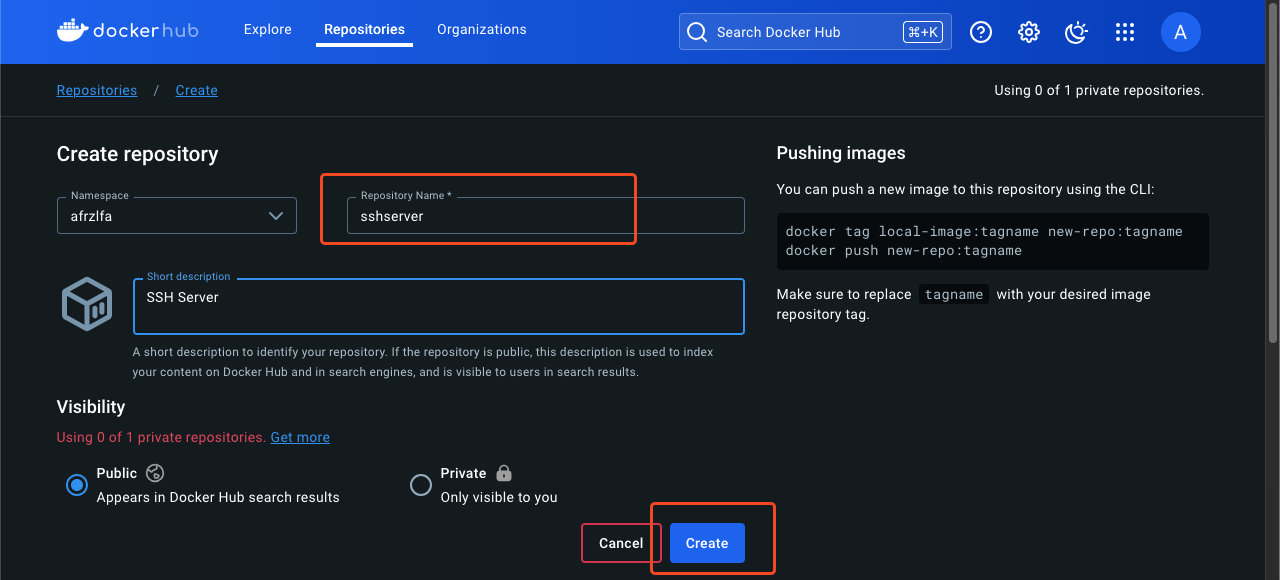 dockerhub
Explore
Repositories
Organizations
Search Docker Hub
⌘+K
A
Repositories / Create
Using 0 of 1 private repositories.
Create repository
Namespace
afrzlfa
Repository Name *
sshserver
Short description
SSH Server
A short description to identify your repository. If the repository is public, this description is used to index
your content on Docker Hub and in search engines, and is visible to users in search results.
Visibility
Using 0 of 1 private repositories. Get more
Public
Appears in Docker Hub search results
Private
Only visible to you
Cancel
Create
Pushing images
You can push a new image to this repository using the CLI:
docker tag local-image:tagname new-repo:tagname
docker push new-repo:tagname
Make sure to replace tagname with your desired image
repository tag.